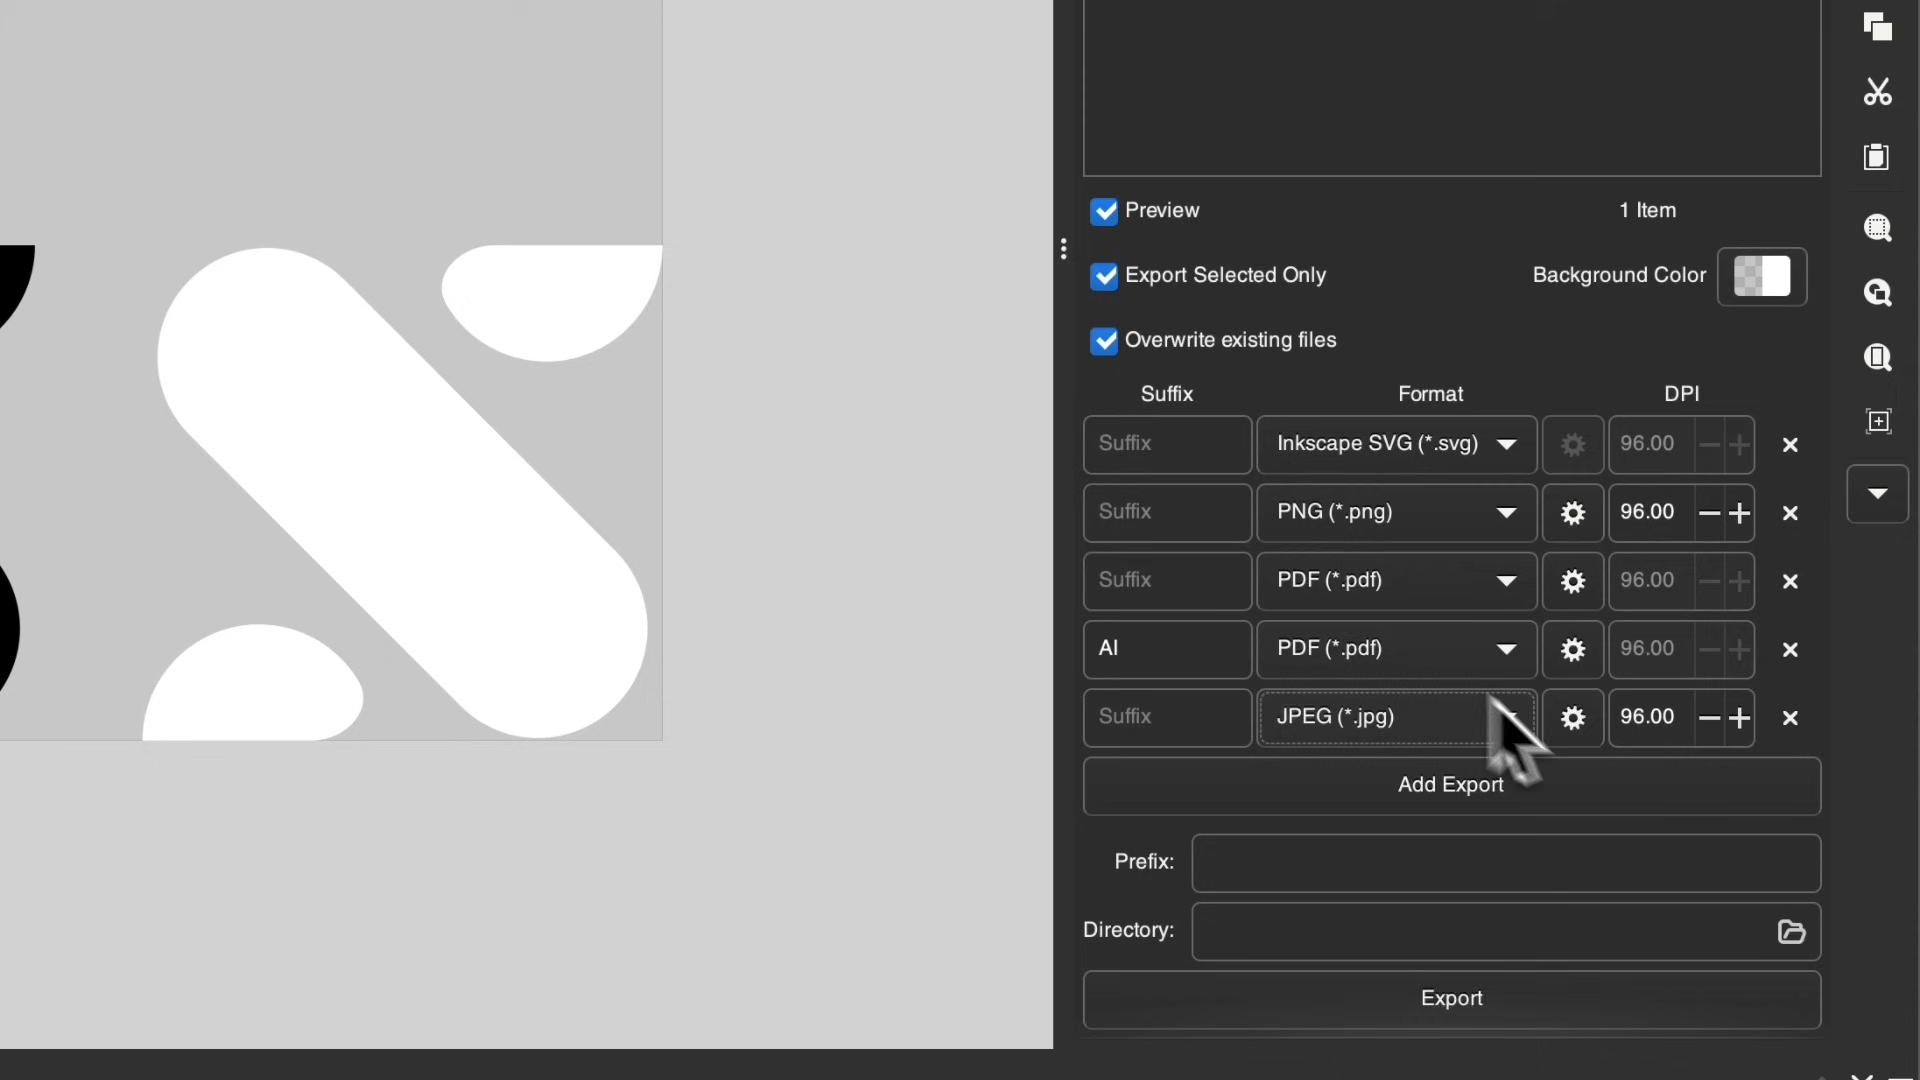 Preview 1 Item
Export Selected Only Background Color
Overwrite existing files
Suffix Format DPI
Suffix Inkscape SVG (*.svg) 96.00
Suffix PNG (*.png) 96.00
Suffix PDF (*.pdf) 96.00
AI PDF (*.pdf) 96.00
Suffix JPEG (*.jpg) 96.00
Add Export
Prefix:
Directory:
Export